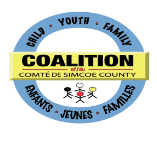 CHILD • YOUTH • FAMILY
COALITION
of/du
COMTÉ DE SIMCOE COUNTY
ENFANTS • JEUNES • FAMILLES